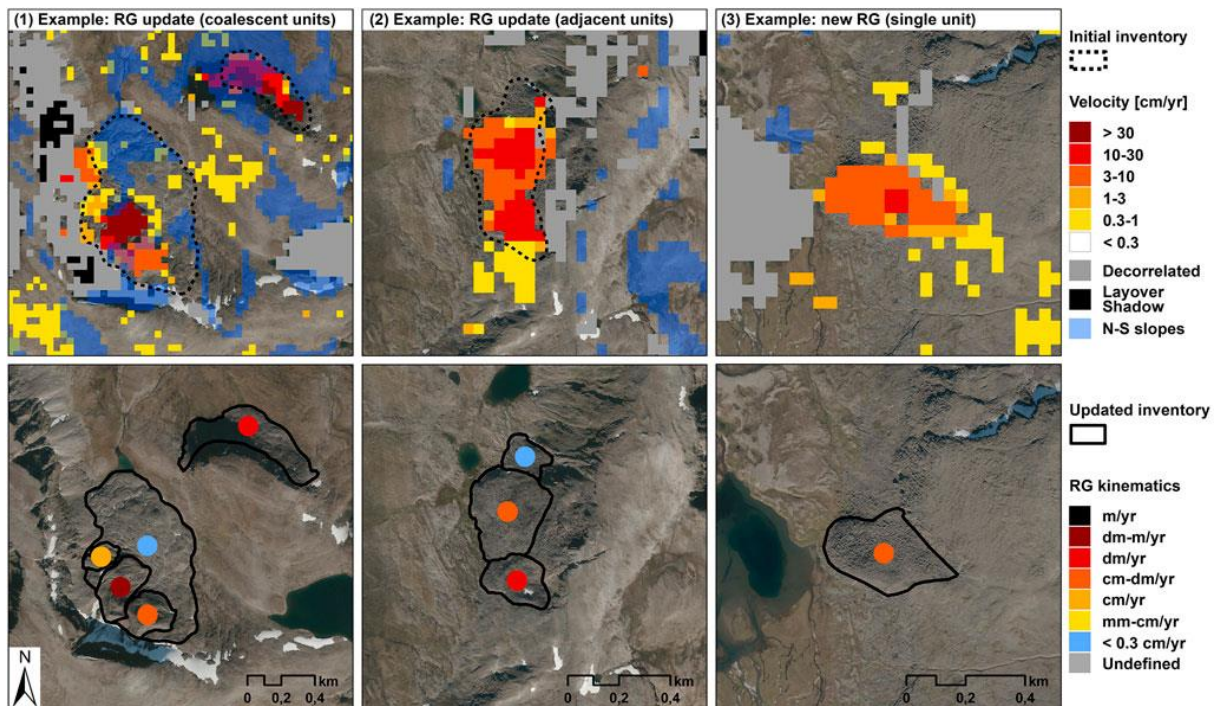 (1) Example: RG update (coalescent units)
(2) Example: RG update (adjacent units)
(3) Example: new RG (single unit)
Initial inventory
Velocity [cm/yr]
> 30
10-30
3-10
1-3
0.3-1
< 0.3
Decorrelated
Layover
Shadow
N-S slopes
Updated inventory
RG kinematics
m/yr
dm-m/yr
dm/yr
cm-dm/yr
cm/yr
mm-cm/yr
< 0.3 cm/yr
Undefined
N
km
0 0,2 0,4
km
0 0,2 0,4
km
0 0,2 0,4